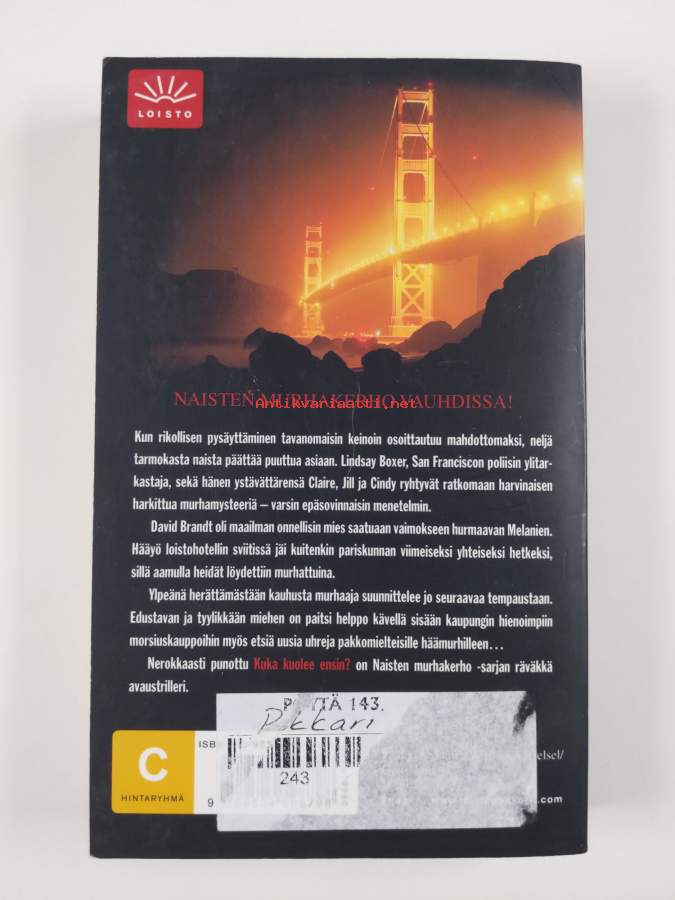 LOISTO
NAISTEN MURHAKERHO VAUHDISSA!
Antikvariaatti.net
Kun rikollisen pysäyttäminen tavanomaisin keinoin osoittautuu mahdottomaksi, neljä
tarmokasta naista päättää puuttua asiaan. Lindsay Boxer, San Franciscon poliisin ylitar-
kastaja, sekä hänen ystävättärensä Claire, Jill ja Cindy ryhtyvät ratkomaan harvinaisen
harkittua murhamysteeriä – varsin epäsovinnaisin menetelmin.
David Brandt oli maailman onnellisin mies saatuaan vaimokseen hurmaavan Melanien.
Hääyö loistohotellin sviitissä jäi kuitenkin pariskunnan viimeiseksi yhteiseksi hetkeksi,
sillä aamulla heidät löydettiin murhattuina.
Ylpeänä herättämästään kauhusta murhaaja suunnittelee jo seuraavaa tempaustaan.
Edustavan ja tyylikkään miehen on paitsi helppo kävellä sisään kaupungin hienoimpiin
morsiuskauppoihin myös etsiä uusia uhreja pakkomielteisille häämurhilleen…
Nerokkaasti punottu Kuka kuolee ensin? on Naisten murhakerho -sarjan räväkkä
avaustrilleri.
143.
C
HINTARYHMÄ
ISB
243
9
.com